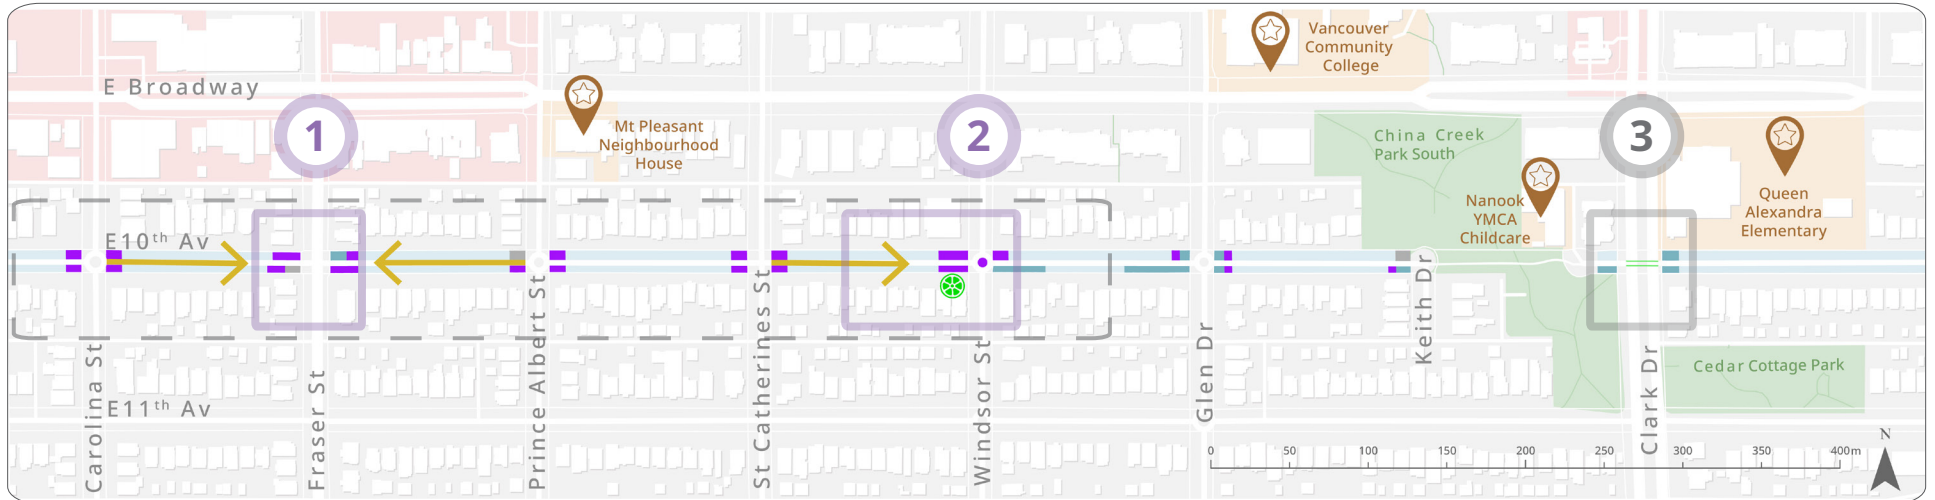 E Broadway
1
Mt Pleasant
Neighbourhood
House
2
Vancouver
Community
College
China Creek
Park South
Nanook
YMCA
Childcare
3
Queen
Alexandra
Elementary
E10th Av
E11th Av
Carolina St
Fraser St
Prince Albert St
St Catherines St
Windsor St
Glen Dr
Keith Dr
Clark Dr
Cedar Cottage Park
0 50 100 150 200 250 300 350 400m
N